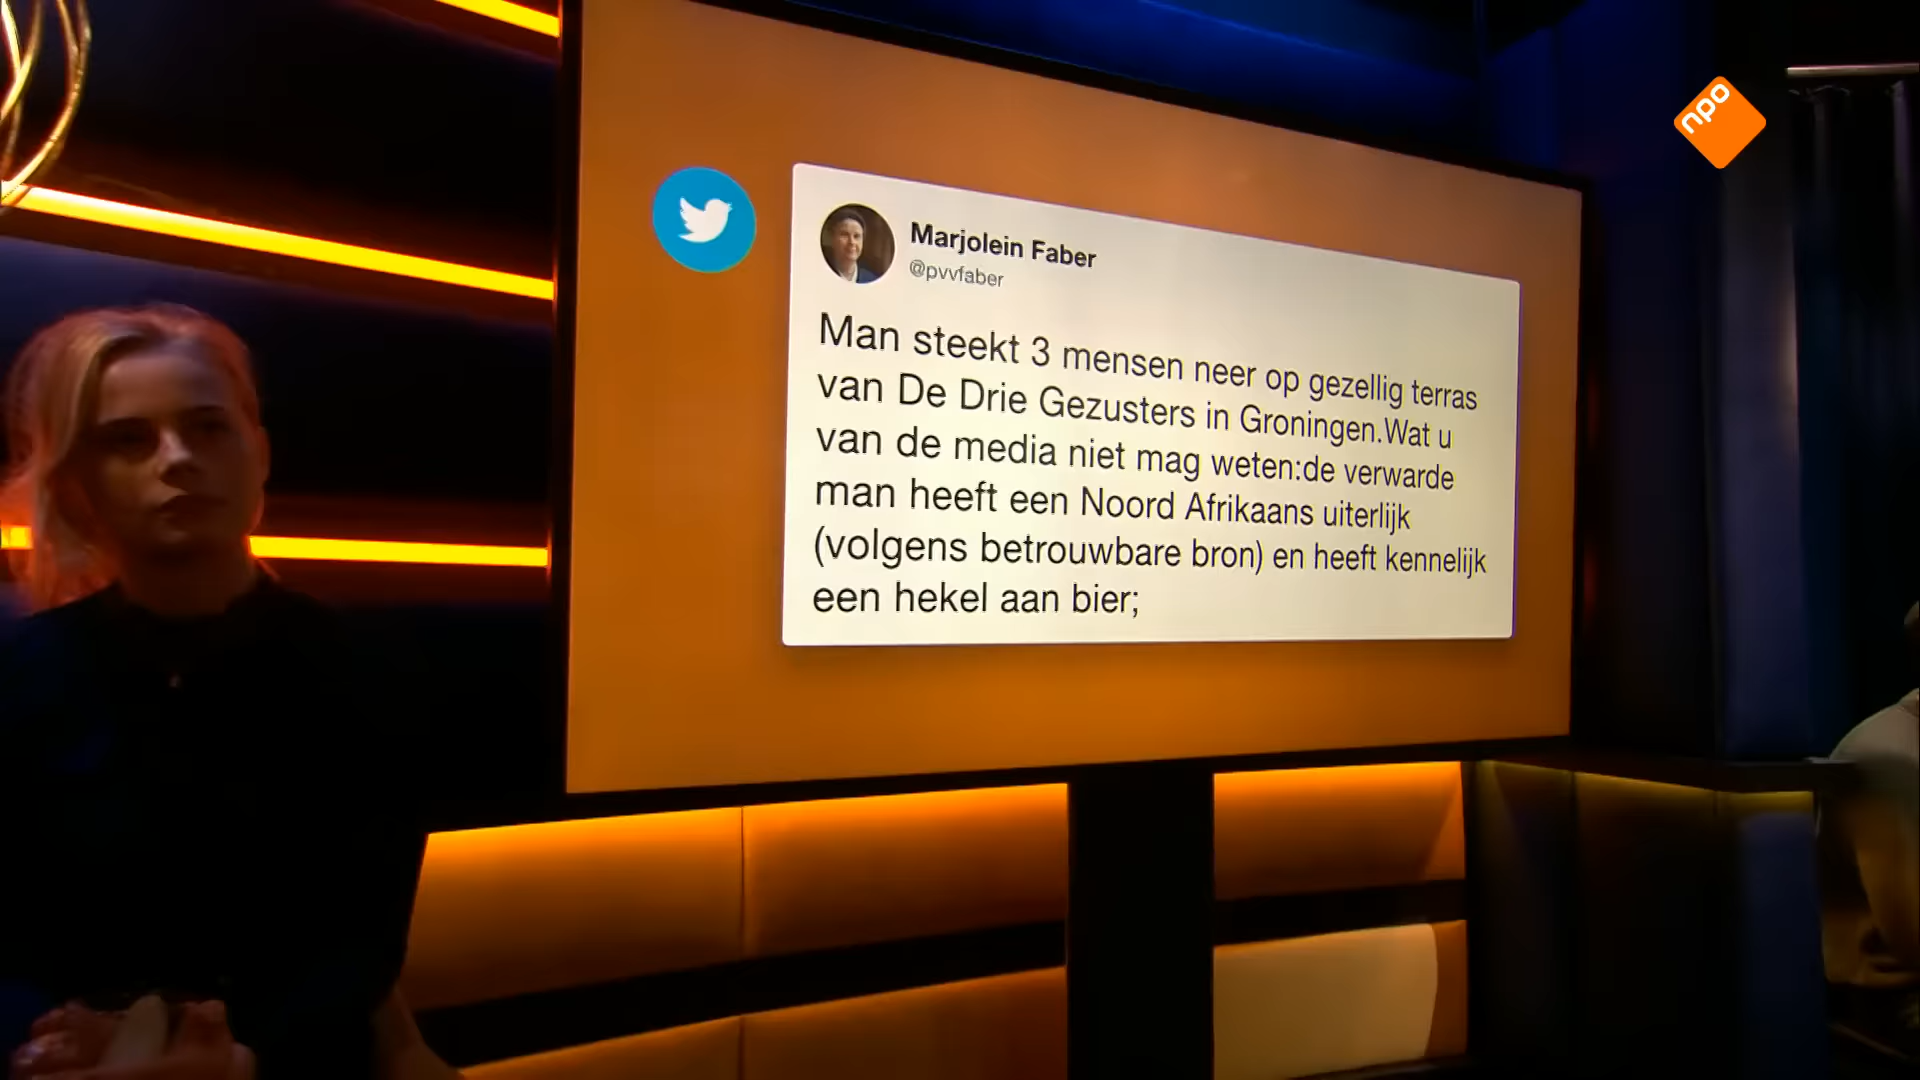 npo
Marjolein Faber
@pvvfaber
Man steekt 3 mensen neer op gezellig terras
van De Drie Gezusters in Groningen.Wat u
van de media niet mag weten:de verwarde
man heeft een Noord Afrikaans uiterlijk
(volgens betrouwbare bron) en heeft kennelijk
een hekel aan bier;